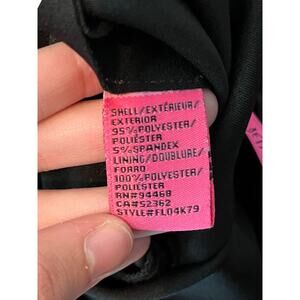 SHELL/EXTÉRIEUR/
EXTERIOR
95% POLYESTER/
POLIÉSTER
5% SPANDEX
LINING/DOUBLURE/
FORRO
100% POLYESTER/
POLIESTER
RN#94468
CA#52362
STYLE#FL04K79